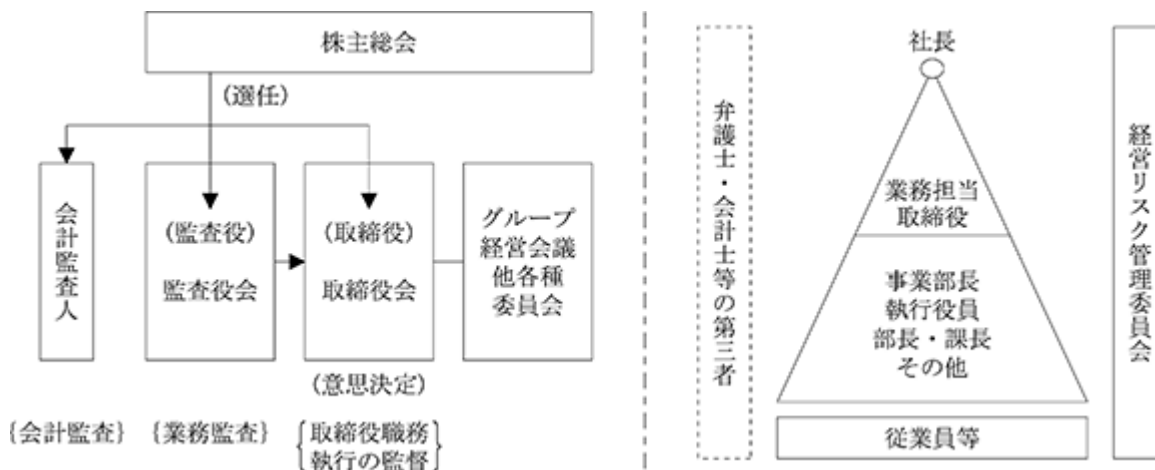 株主総会
(選任)
会計監査人
(監査役)
監査役会
(取締役)
取締役会
グループ
経営会議
他各種
委員会
(意思決定)
{会計監査}
{業務監査}
{取締役職務
執行の監督}
弁護士・会計士等の第三者
社長
業務担当
取締役
事業部長
執行役員
部長・課長
その他
従業員等
経営リスク管理委員会